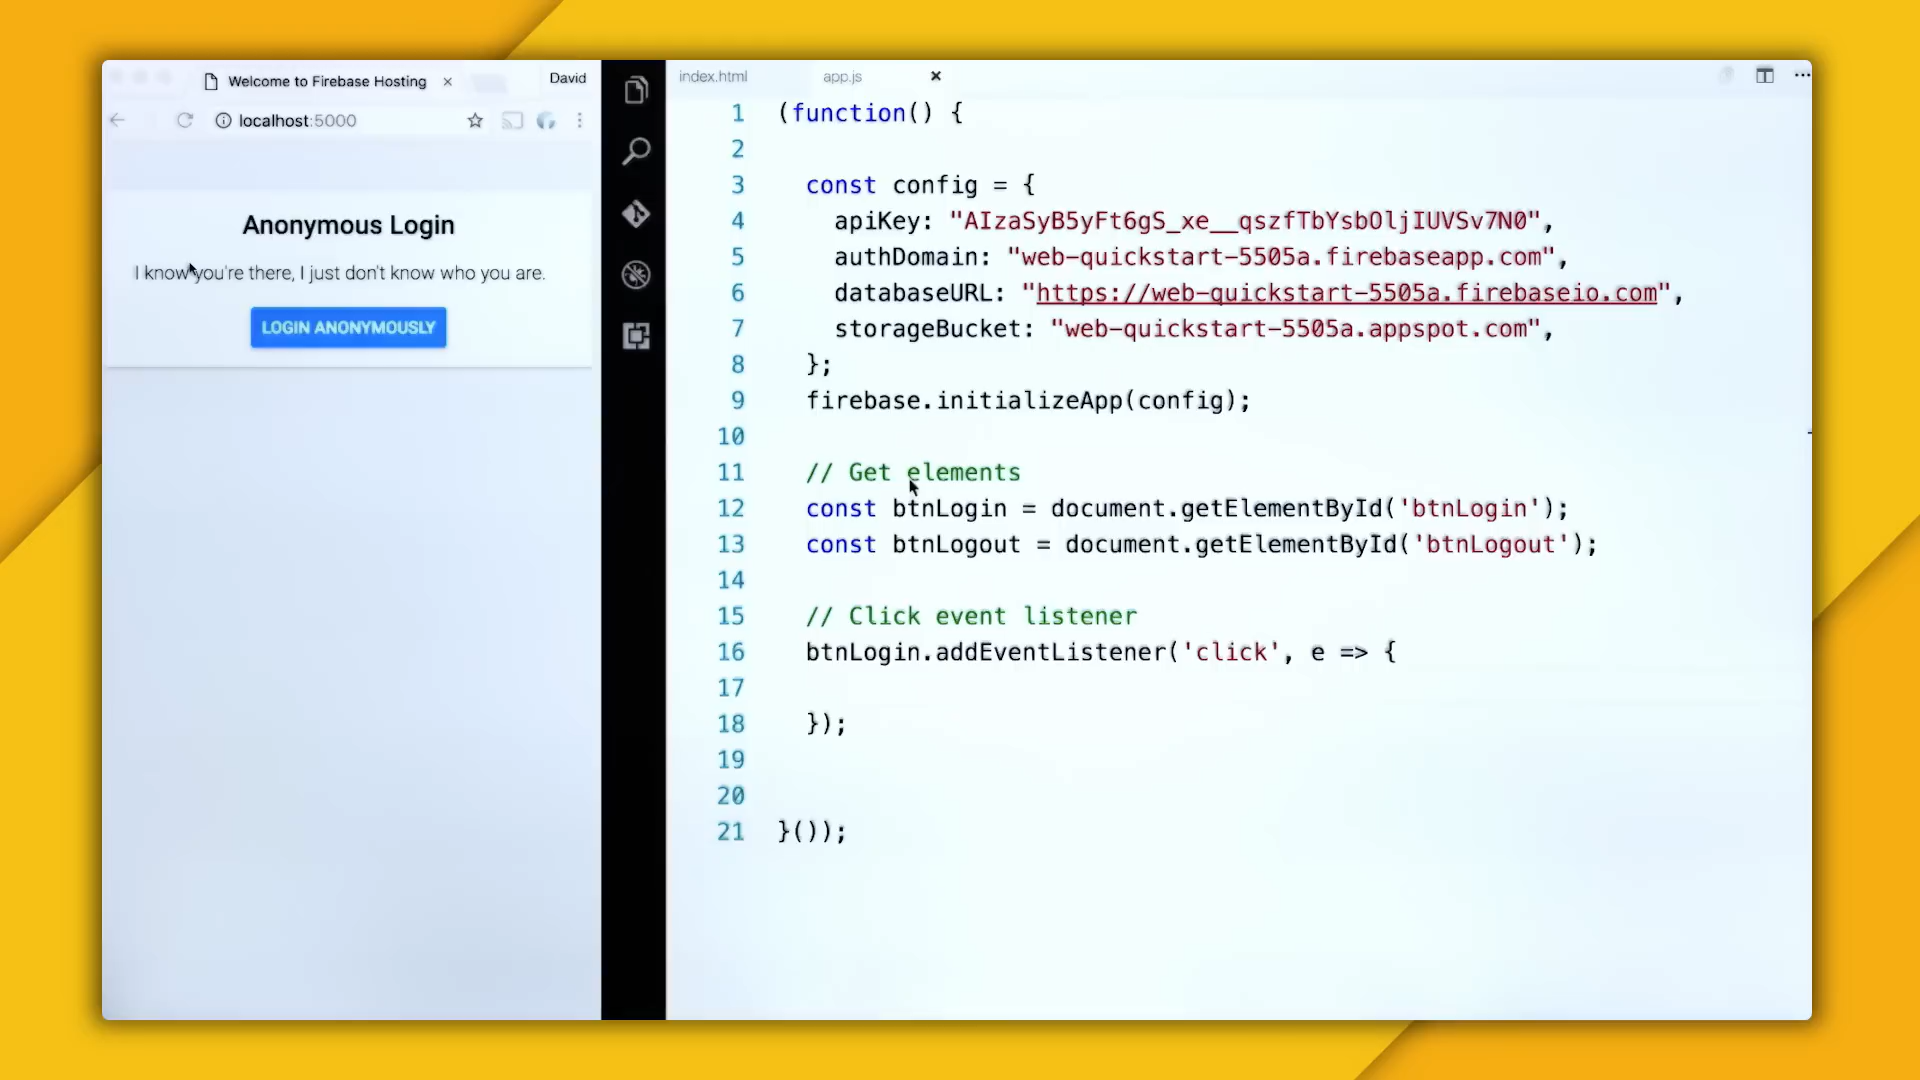 Welcome to Firebase Hosting
David
localhost:5000
Anonymous Login
I know you're there, I just don't know who you are.
LOGIN ANONYMOUSLY
index.html
app.js
1 (function() {
2
3 const config = {
4 apiKey: "AIzaSyB5yFt6gS_xe__qszfTbYsbOljIUVSv7N0",
5 authDomain: "web-quickstart-5505a.firebaseapp.com",
6 databaseURL: "https://web-quickstart-5505a.firebaseio.com",
7 storageBucket: "web-quickstart-5505a.appspot.com",
8 };
9 firebase.initializeApp(config);
10
11 // Get elements
12 const btnLogin = document.getElementById('btnLogin');
13 const btnLogout = document.getElementById('btnLogout');
14
15 // Click event listener
16 btnLogin.addEventListener('click', e => {
17
18 });
19
20
21 }());